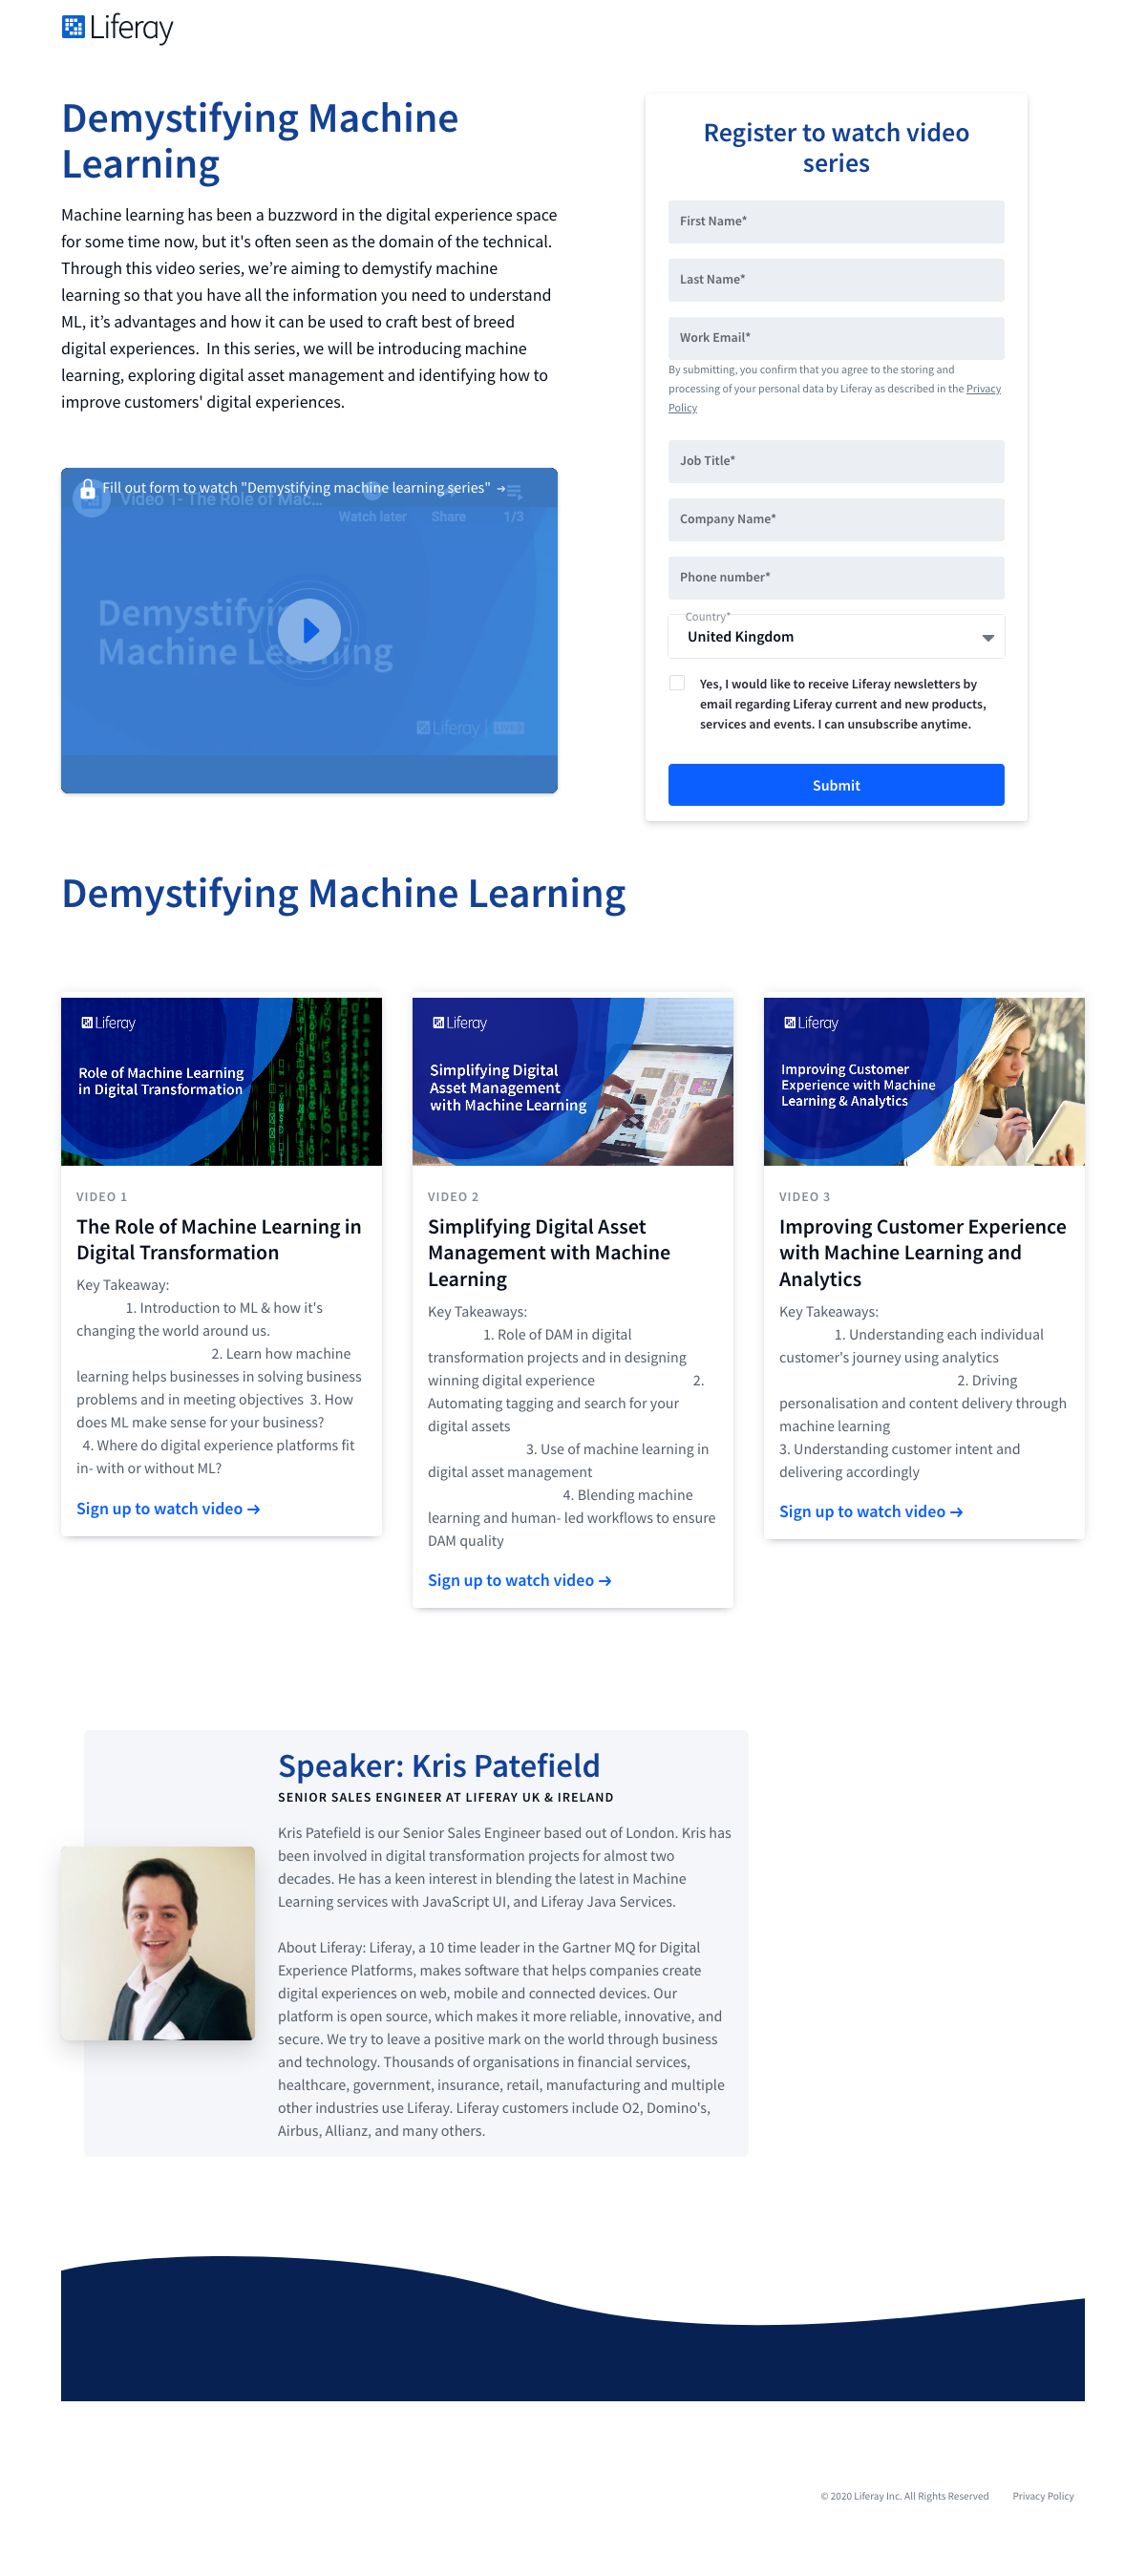 Liferay
Demystifying Machine
Learning
Machine learning has been a buzzword in the digital experience space
for some time now, but it's often seen as the domain of the technical.
Through this video series, we’re aiming to demystify machine
learning so that you have all the information you need to understand
ML, it’s advantages and how it can be used to craft best of breed
digital experiences.  In this series, we will be introducing machine
learning, exploring digital asset management and identifying how to
improve customers' digital experiences.
Fill out form to watch "Demystifying machine learning series" →
Video 1- The Role of Mac...
Watch later
Share
1/3
Demystifying
Machine Learning
Liferay
Register to watch video
series
First Name*
Last Name*
Work Email*
By submitting, you confirm that you agree to the storing and
processing of your personal data by Liferay as described in the Privacy
Policy
Job Title*
Company Name*
Phone number*
Country*
United Kingdom
Yes, I would like to receive Liferay newsletters by
email regarding Liferay current and new products,
services and events. I can unsubscribe anytime.
Submit
Demystifying Machine Learning
Liferay
Role of Machine Learning
in Digital Transformation
VIDEO 1
The Role of Machine Learning in
Digital Transformation
Key Takeaway:
1. Introduction to ML & how it's
changing the world around us.
2. Learn how machine
learning helps businesses in solving business
problems and in meeting objectives  3. How
does ML make sense for your business?
4. Where do digital experience platforms fit
in- with or without ML?
Sign up to watch video →
Liferay
Simplifying Digital
Asset Management
with Machine Learning
VIDEO 2
Simplifying Digital Asset
Management with Machine
Learning
Key Takeaways:
1. Role of DAM in digital
transformation projects and in designing
winning digital experience 2.
Automating tagging and search for your
digital assets
3. Use of machine learning in
digital asset management
4. Blending machine
learning and human- led workflows to ensure
DAM quality
Sign up to watch video →
Liferay
Improving Customer
Experience with Machine
Learning & Analytics
VIDEO 3
Improving Customer Experience
with Machine Learning and
Analytics
Key Takeaways:
1. Understanding each individual
customer's journey using analytics
2. Driving
personalisation and content delivery through
machine learning
3. Understanding customer intent and
delivering accordingly
Sign up to watch video →
Speaker: Kris Patefield
SENIOR SALES ENGINEER AT LIFERAY UK & IRELAND
Kris Patefield is our Senior Sales Engineer based out of London. Kris has
been involved in digital transformation projects for almost two
decades. He has a keen interest in blending the latest in Machine
Learning services with JavaScript UI, and Liferay Java Services.
About Liferay: Liferay, a 10 time leader in the Gartner MQ for Digital
Experience Platforms, makes software that helps companies create
digital experiences on web, mobile and connected devices. Our
platform is open source, which makes it more reliable, innovative, and
secure. We try to leave a positive mark on the world through business
and technology. Thousands of organisations in financial services,
healthcare, government, insurance, retail, manufacturing and multiple
other industries use Liferay. Liferay customers include O2, Domino's,
Airbus, Allianz, and many others.
© 2020 Liferay Inc. All Rights Reserved
Privacy Policy